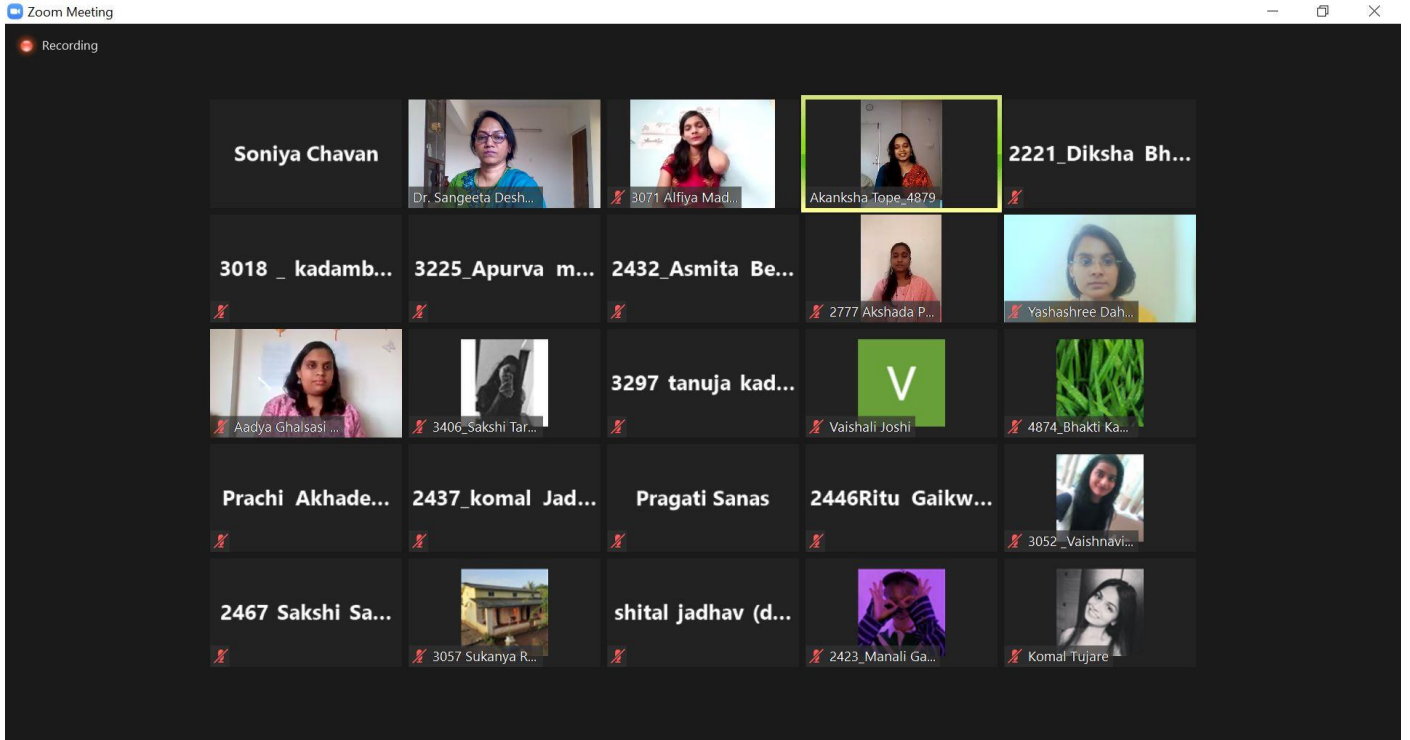 Zoom Meeting
Recording
Soniya Chavan
Dr. Sangeeta Desh...
3071 Alfiya Mad...
Akanksha Tope_4879
2221_Diksha Bh...
3018 _ kadamb...
3225_Apurva m...
2432_Asmita Be...
2777 Akshada P...
Yashashree Dah...
Aadya Ghalsasi ...
3406_Sakshi Tar...
3297 tanuja kad...
V
Vaishali Joshi
4874_Bhakti Ka...
Prachi Akhade...
2437_komal Jad...
Pragati Sanas
2446Ritu Gaikw...
3052 _Vaishnavi...
2467 Sakshi Sa...
3057 Sukanya R...
shital jadhav (d...
2423_Manali Ga...
Komal Tujare